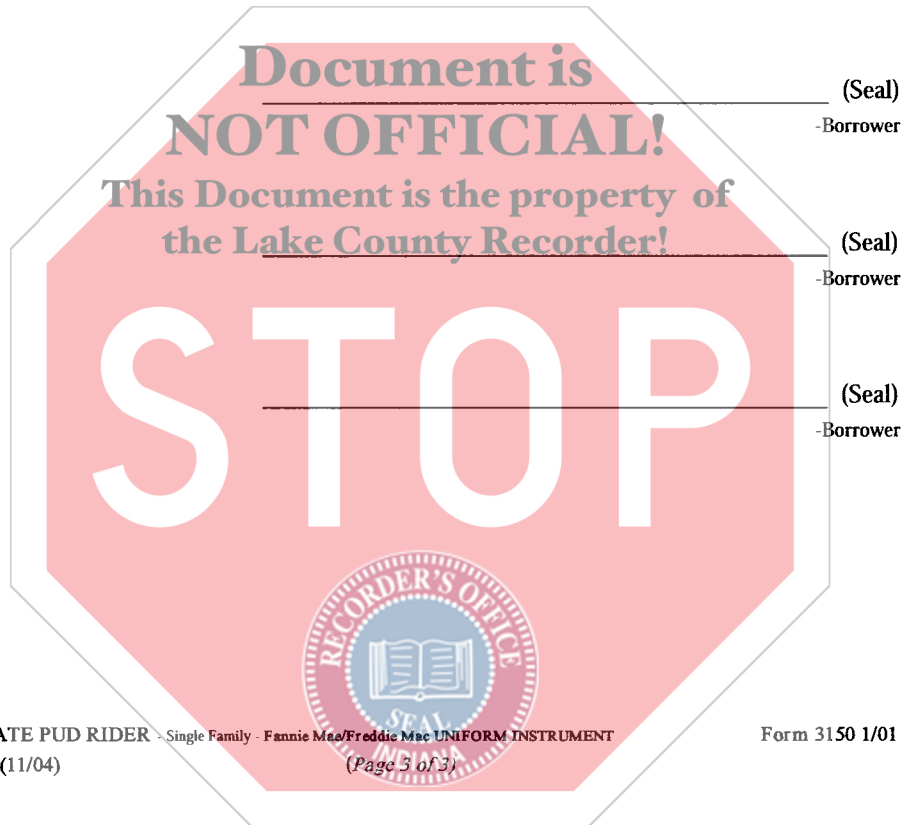 Document is
(Seal)
-Borrower
NOT OFFICIAL!
This Document is the property of
the Lake County Recorder!
(Seal)
-Borrower
STOP
(Seal)
-Borrower
RECORDER'S OFFICE
SEAL
INDIANA
ATE PUD RIDER - Single Family - Fannie Mae/Freddie Mac UNIFORM INSTRUMENT
Form 3150 1/01
(11/04)
(Page 3 of 3)